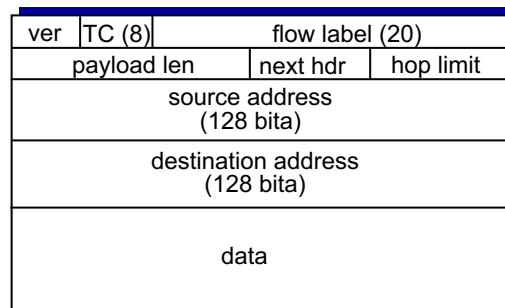 ver TC (8) flow label (20)
payload len next hdr hop limit
source address
(128 bita)
destination address
(128 bita)
data